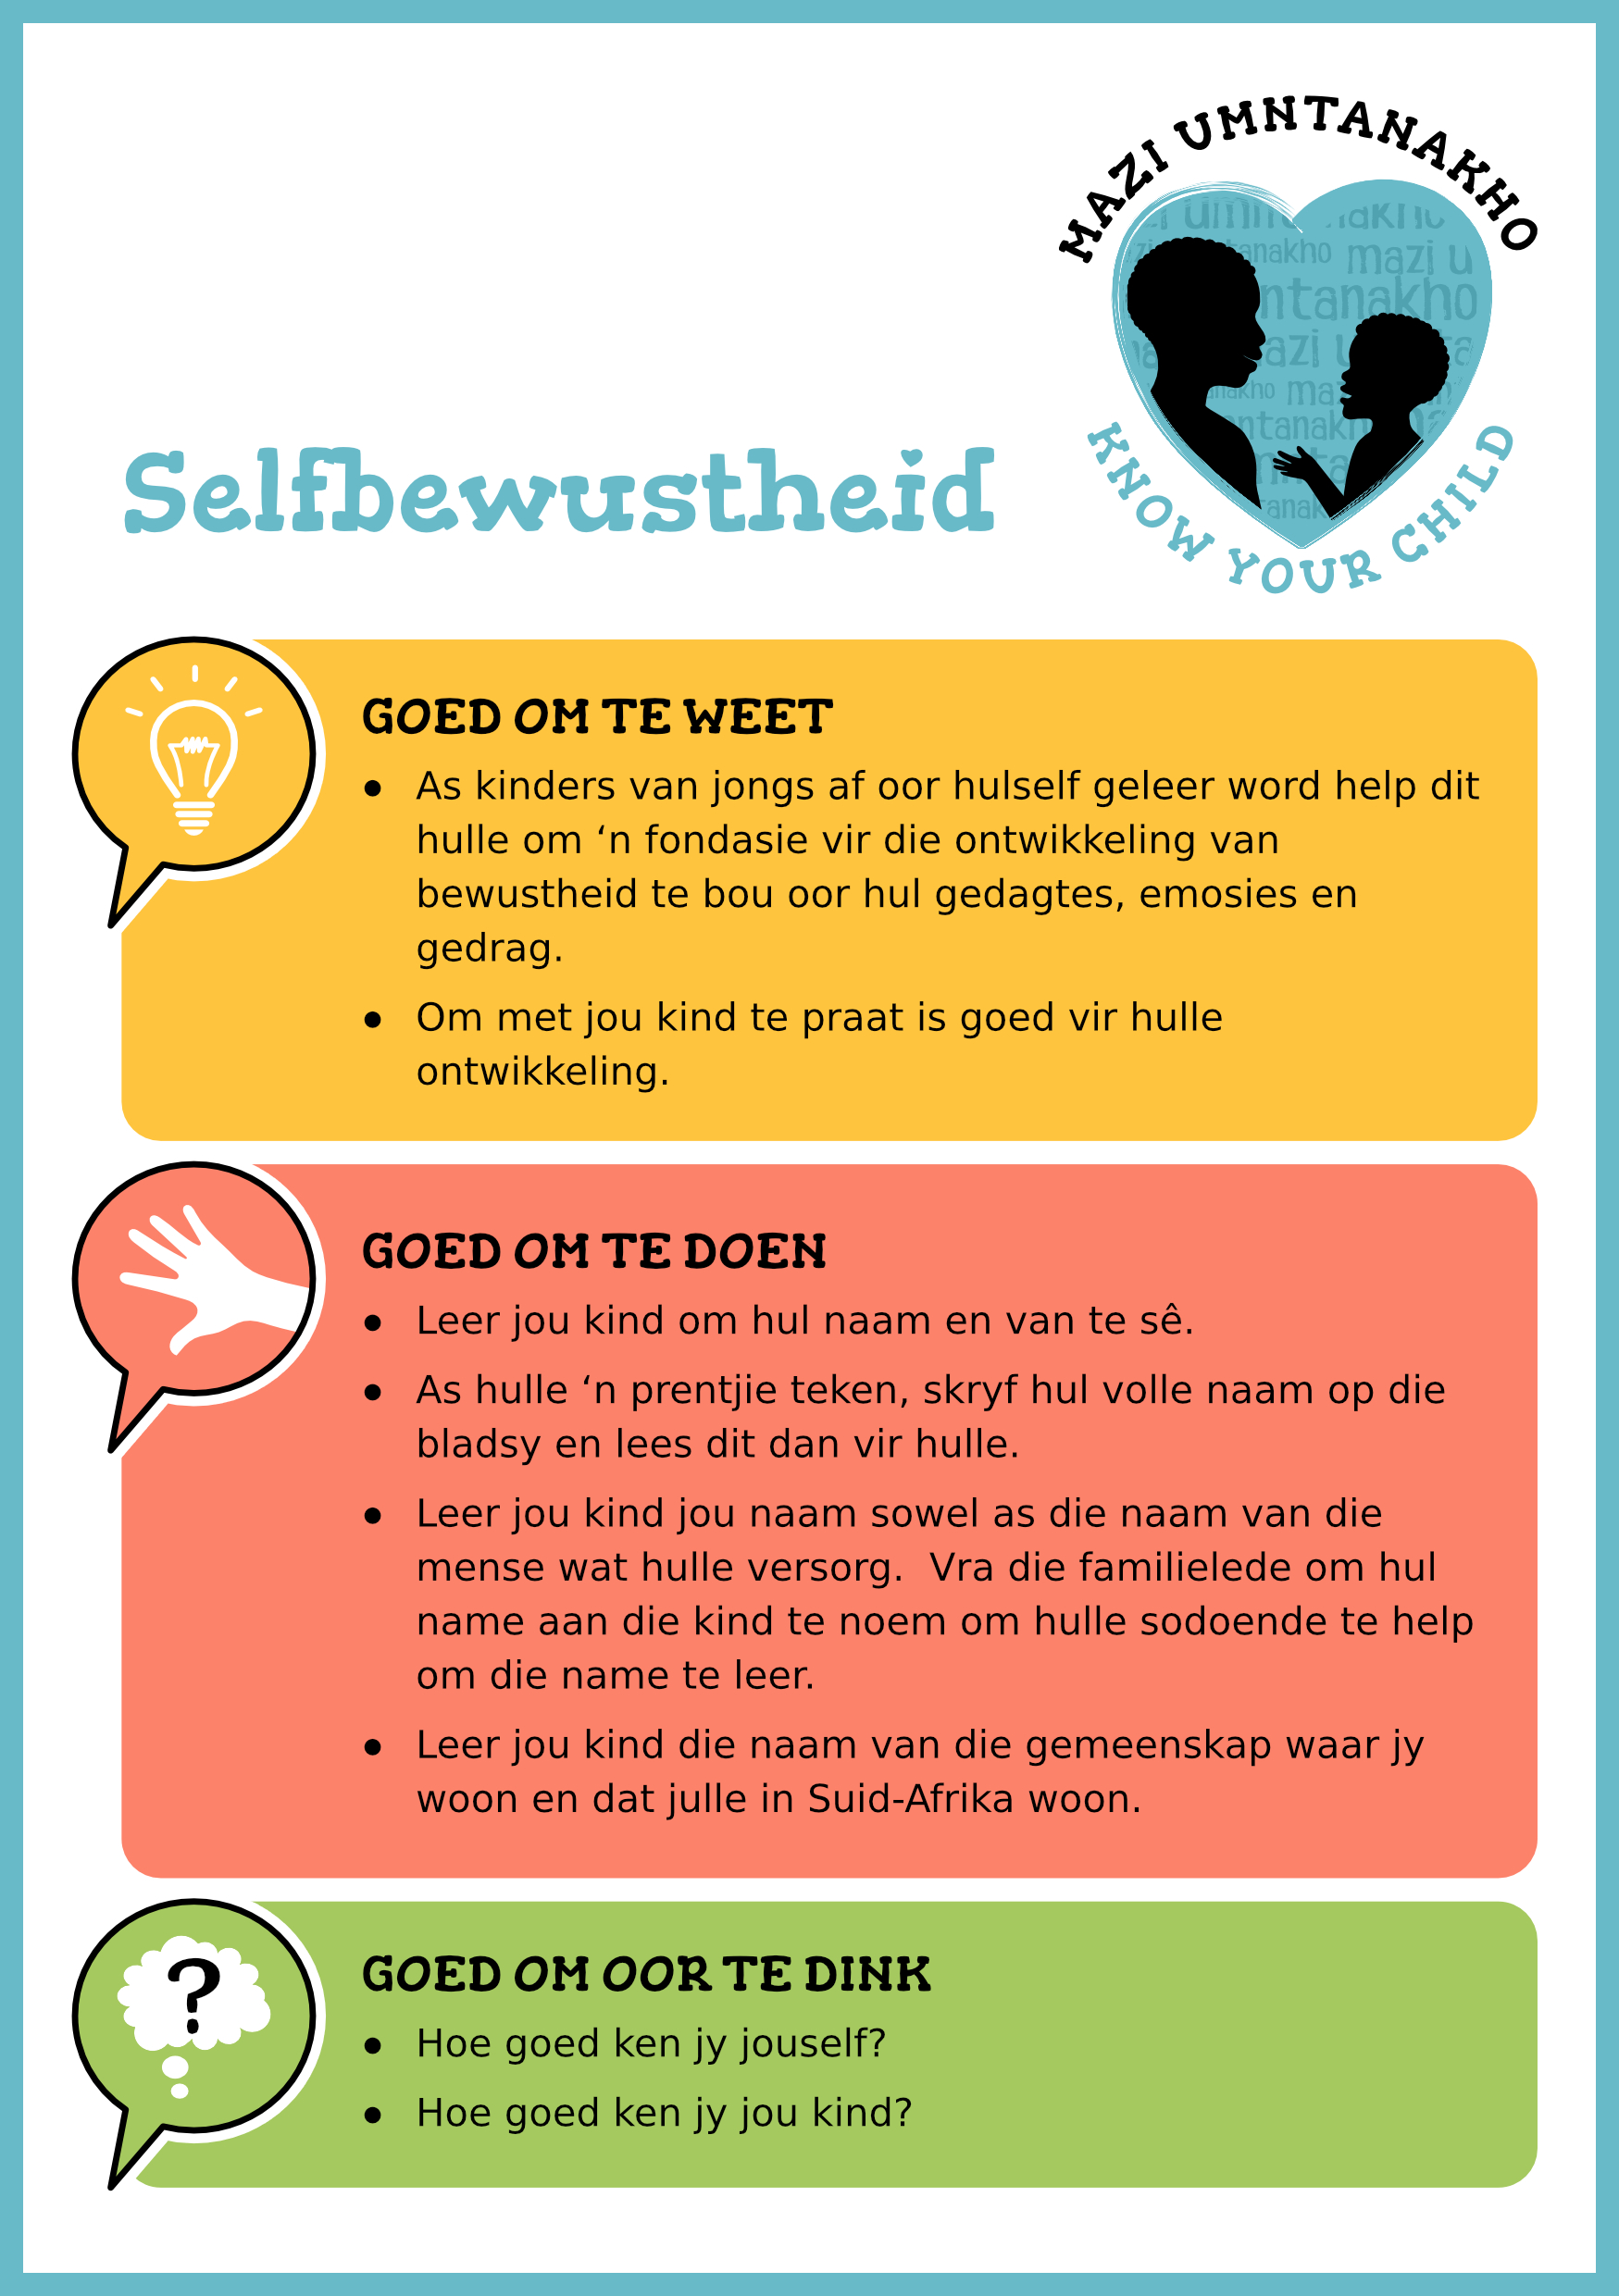 MAZI UMNTANAKHO
KNOW YOUR CHILD
Selfbewustheid
GOED OM TE WEET
● As kinders van jongs af oor hulself geleer word help dit
hulle om ‘n fondasie vir die ontwikkeling van
bewustheid te bou oor hul gedagtes, emosies en
gedrag.
● Om met jou kind te praat is goed vir hulle
ontwikkeling.
GOED OM TE DOEN
● Leer jou kind om hul naam en van te sê.
● As hulle ‘n prentjie teken, skryf hul volle naam op die
bladsy en lees dit dan vir hulle.
● Leer jou kind jou naam sowel as die naam van die
mense wat hulle versorg.  Vra die familielede om hul
name aan die kind te noem om hulle sodoende te help
om die name te leer.
● Leer jou kind die naam van die gemeenskap waar jy
woon en dat julle in Suid-Afrika woon.
?
GOED OM OOR TE DINK
● Hoe goed ken jy jouself?
● Hoe goed ken jy jou kind?